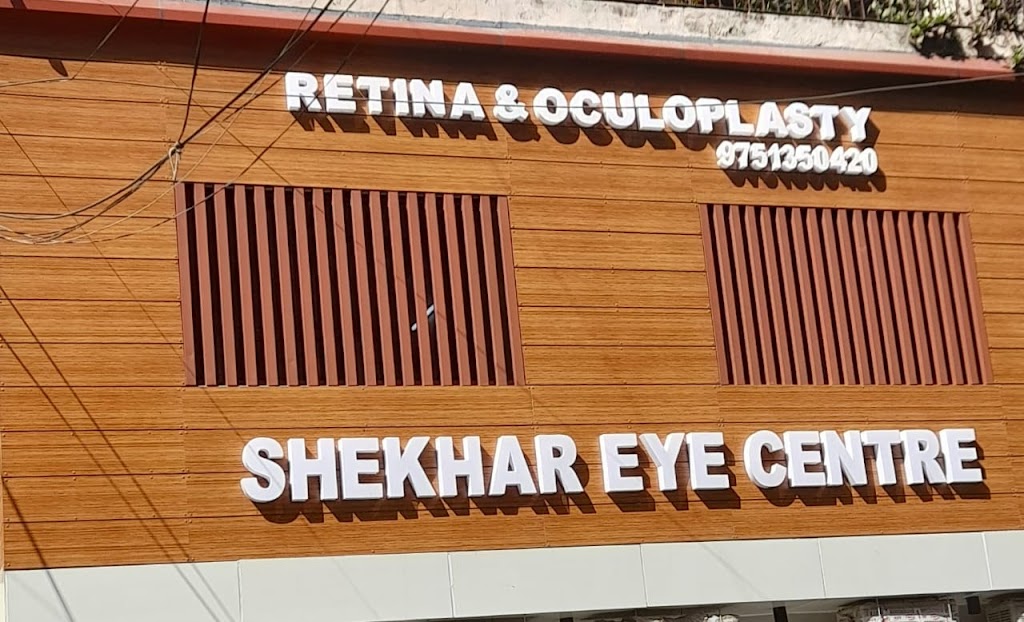 RETINA & OCULOPLASTY
9751350420
SHEKHAR EYE CENTRE